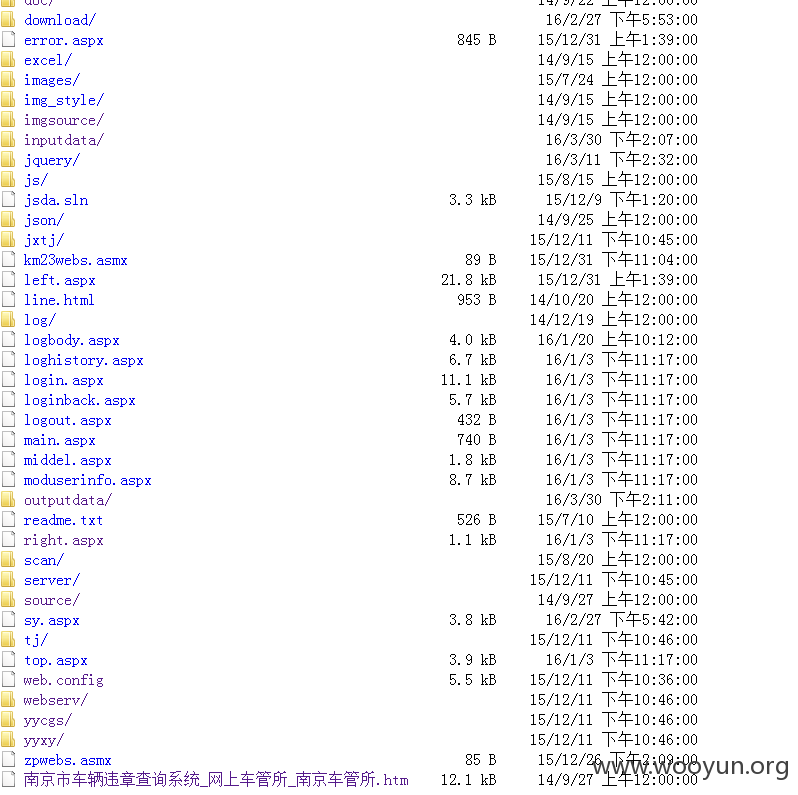 doc/ 14/9/22 上午12:00:00
download/ 16/2/27 下午5:53:00
error.aspx 845 B 15/12/31 上午1:39:00
excel/ 14/9/15 上午12:00:00
images/ 15/7/24 上午12:00:00
img_style/ 14/9/15 上午12:00:00
imgsource/ 14/9/15 上午12:00:00
inputdata/ 16/3/30 下午2:07:00
jquery/ 16/3/11 下午2:32:00
js/ 15/8/15 上午12:00:00
jsda.sln 3.3 kB 15/12/9 上午1:20:00
json/ 14/9/25 上午12:00:00
jxtj/ 15/12/11 下午10:45:00
km23webs.asmx 89 B 15/12/31 下午11:04:00
left.aspx 21.8 kB 15/12/31 上午1:39:00
line.html 953 B 14/10/20 上午12:00:00
log/ 14/12/19 上午12:00:00
logbody.aspx 4.0 kB 16/1/20 上午10:12:00
loghistory.aspx 6.7 kB 16/1/3 下午11:17:00
login.aspx 11.1 kB 16/1/3 下午11:17:00
loginback.aspx 5.7 kB 16/1/3 下午11:17:00
logout.aspx 432 B 16/1/3 下午11:17:00
main.aspx 740 B 16/1/3 下午11:17:00
middel.aspx 1.8 kB 16/1/3 下午11:17:00
moduserinfo.aspx 8.7 kB 16/1/3 下午11:17:00
outputdata/ 16/3/30 下午2:11:00
readme.txt 526 B 15/7/10 上午12:00:00
right.aspx 1.1 kB 16/1/3 下午11:17:00
scan/ 15/8/20 上午12:00:00
server/ 15/12/11 下午10:45:00
source/ 14/9/27 上午12:00:00
sy.aspx 3.8 kB 16/2/27 下午5:42:00
tj/ 15/12/11 下午10:46:00
top.aspx 3.9 kB 16/1/3 下午11:17:00
web.config 5.5 kB 15/12/11 下午10:36:00
webserv/ 15/12/11 下午10:46:00
yycgs/ 15/12/11 下午10:46:00
yyxy/ 15/12/11 下午10:46:00
zpwebs.asmx 85 B 15/12/26 下午2:09:00
www.wooyun.org
南京市车辆违章查询系统_网上车管所_南京车管所.htm 12.1 kB 14/9/27 上午12:00:00